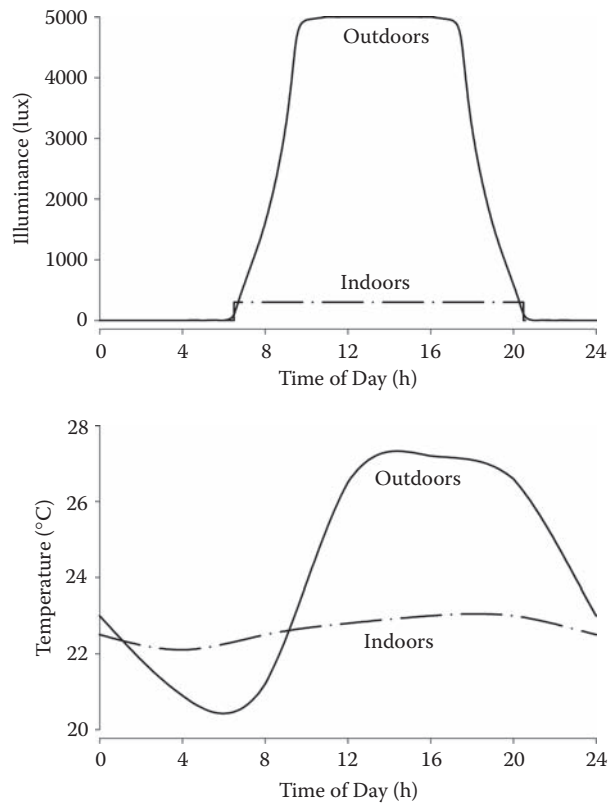 5000
4000
3000
2000
1000
0
Illuminance (lux)
Outdoors
Indoors
0 4 8 12 16 20 24
Time of Day (h)
28
26
24
22
20
Temperature (°C)
Outdoors
Indoors
0 4 8 12 16 20 24
Time of Day (h)